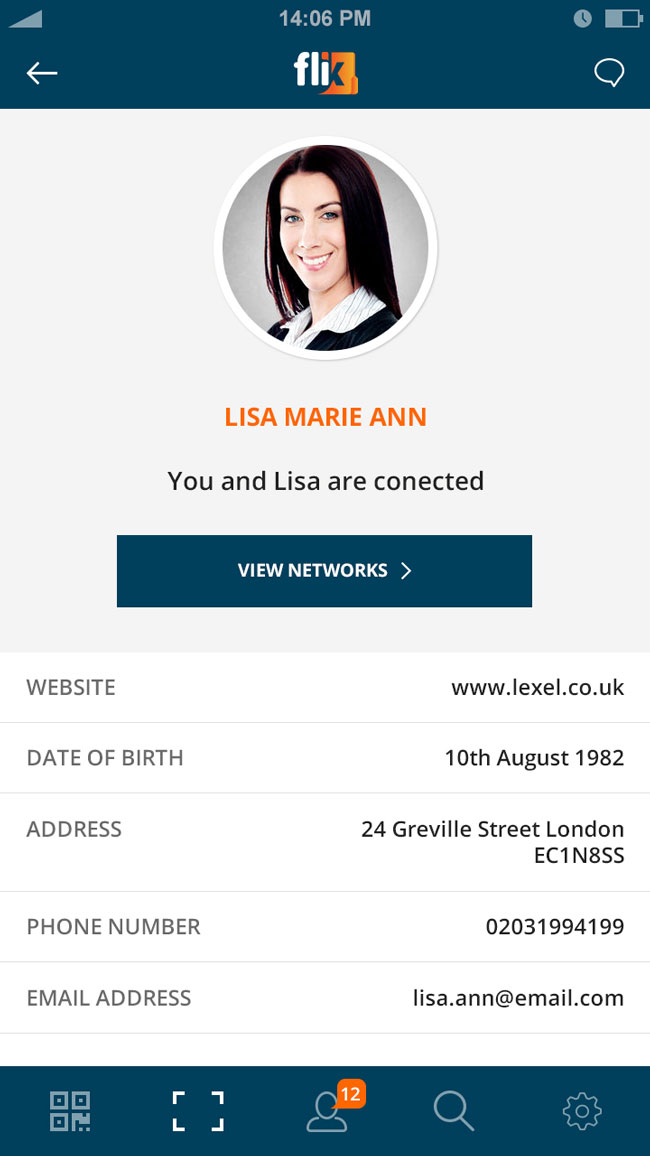 14:06 PM
flik
LISA MARIE ANN
You and Lisa are conected
VIEW NETWORKS
WEBSITE www.lexel.co.uk
DATE OF BIRTH 10th August 1982
ADDRESS 24 Greville Street London
EC1N8SS
PHONE NUMBER 02031994199
EMAIL ADDRESS lisa.ann@email.com
12